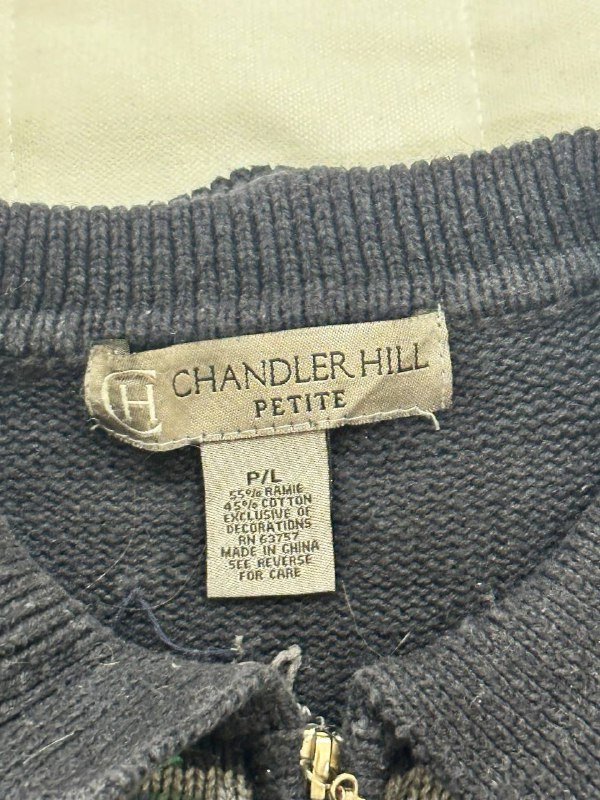 CH
CHANDLER HILL
PETITE
P/L
55% RAMIE
45% COTTON
EXCLUSIVE OF
DECORATIONS
RN 63757
MADE IN CHINA
SEE REVERSE
FOR CARE